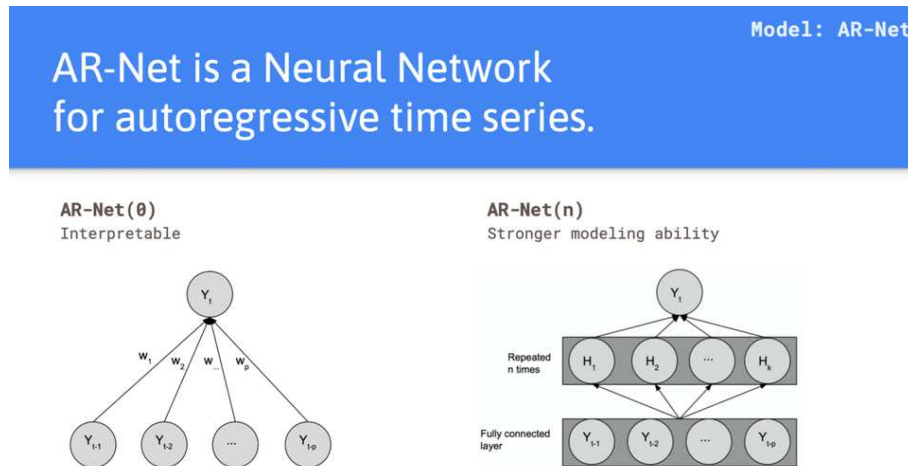 Model: AR-Net
AR-Net is a Neural Network
for autoregressive time series.
AR-Net(0)
Interpretable
Yt
w1 w2 w... wp
Yt-1 Yt-2 ... Yt-p
AR-Net(n)
Stronger modeling ability
Yt
Repeated
n times
H1 H2 ... Hk
Fully connected
layer
Yt-1 Yt-2 ... Yt-p